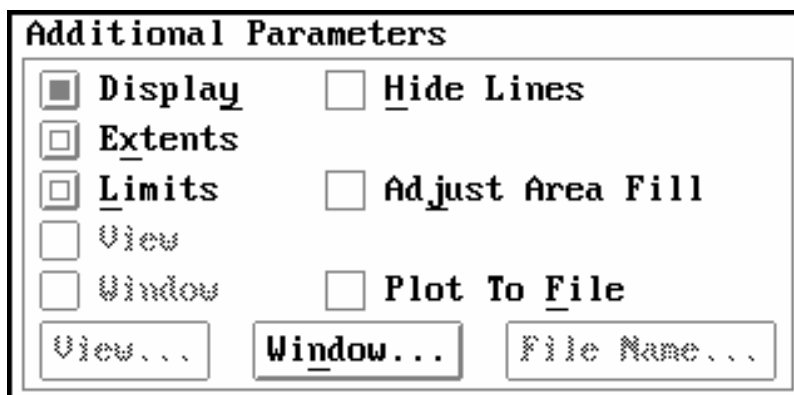 Additional Parameters
Display Hide Lines
Extents
Limits Adjust Area Fill
View
Window Plot To File
View... Window... File Name...